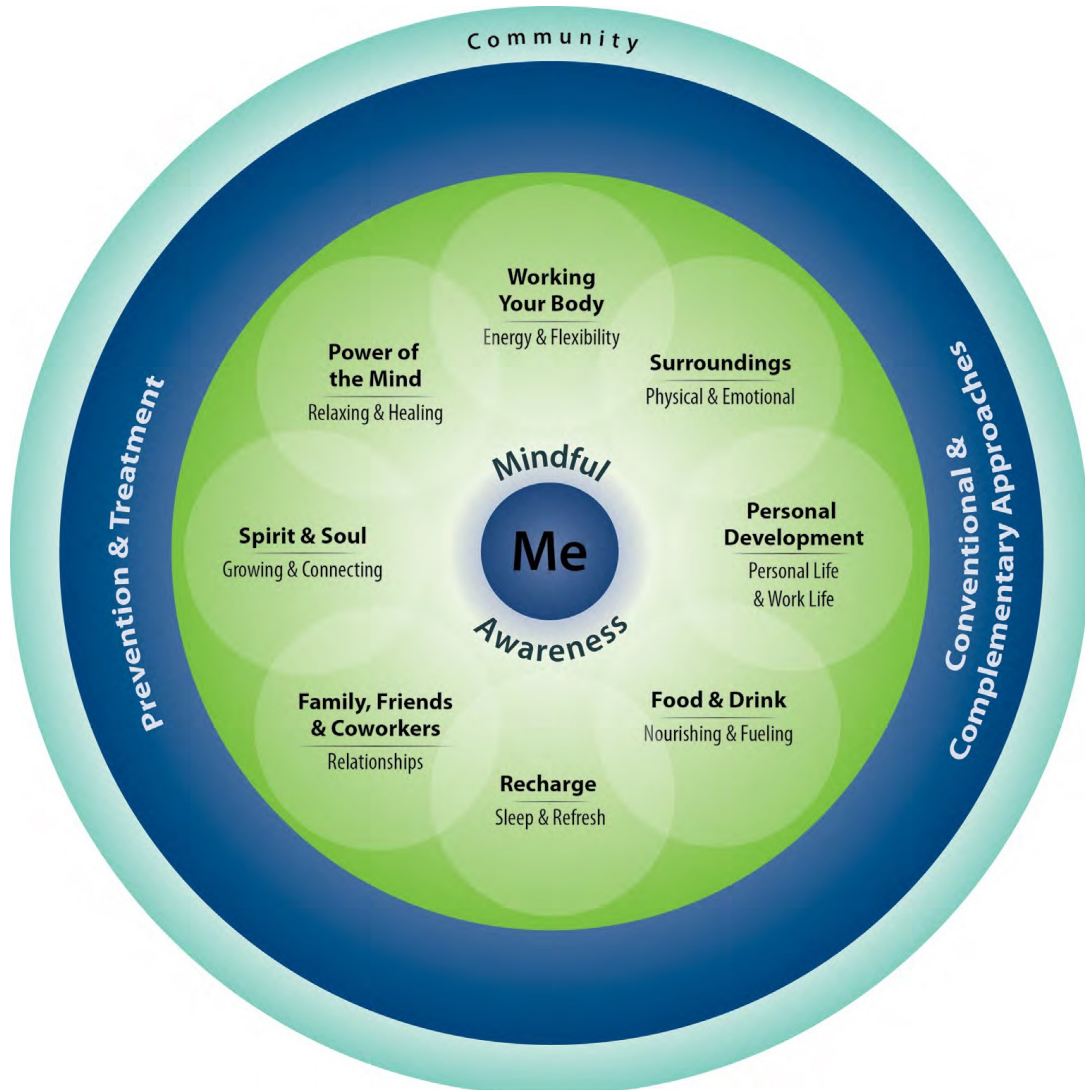 Community
Prevention & Treatment
Conventional &
Complementary Approaches
Working
Your Body
Energy & Flexibility
Surroundings
Physical & Emotional
Personal
Development
Personal Life
& Work Life
Food & Drink
Nourishing & Fueling
Recharge
Sleep & Refresh
Family, Friends
& Coworkers
Relationships
Spirit & Soul
Growing & Connecting
Power of
the Mind
Relaxing & Healing
Mindful
Me
Awareness